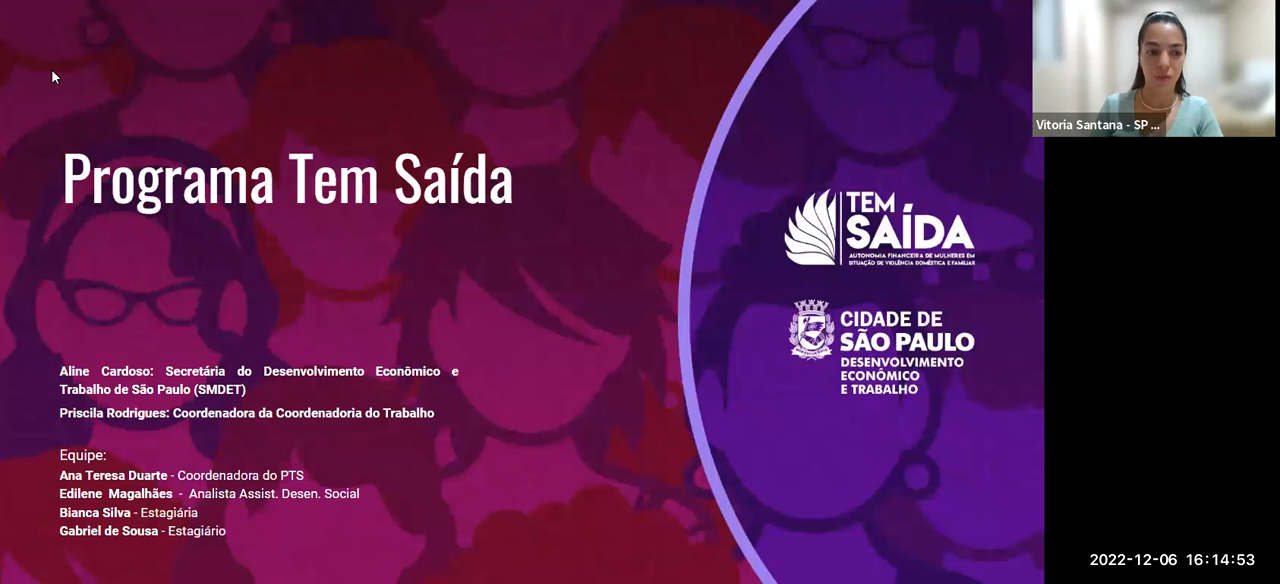 Programa Tem Saída
Aline Cardoso: Secretária do Desenvolvimento Econômico e
Trabalho de São Paulo (SMDET)
Priscila Rodrigues: Coordenadora da Coordenadoria do Trabalho
Equipe:
Ana Teresa Duarte - Coordenadora do PTS
Edilene Magalhães - Analista Assist. Desen. Social
Bianca Silva - Estagiária
Gabriel de Sousa - Estagiário
TEM
SAÍDA
AUTONOMIA FINANCEIRA DE MULHERES EM
SITUAÇÃO DE VIOLÊNCIA DOMÉSTICA E FAMILIAR
CIDADE DE
SÃO PAULO
DESENVOLVIMENTO
ECONÔMICO
E TRABALHO
Vitoria Santana - SP ...
2022-12-06 16:14:53